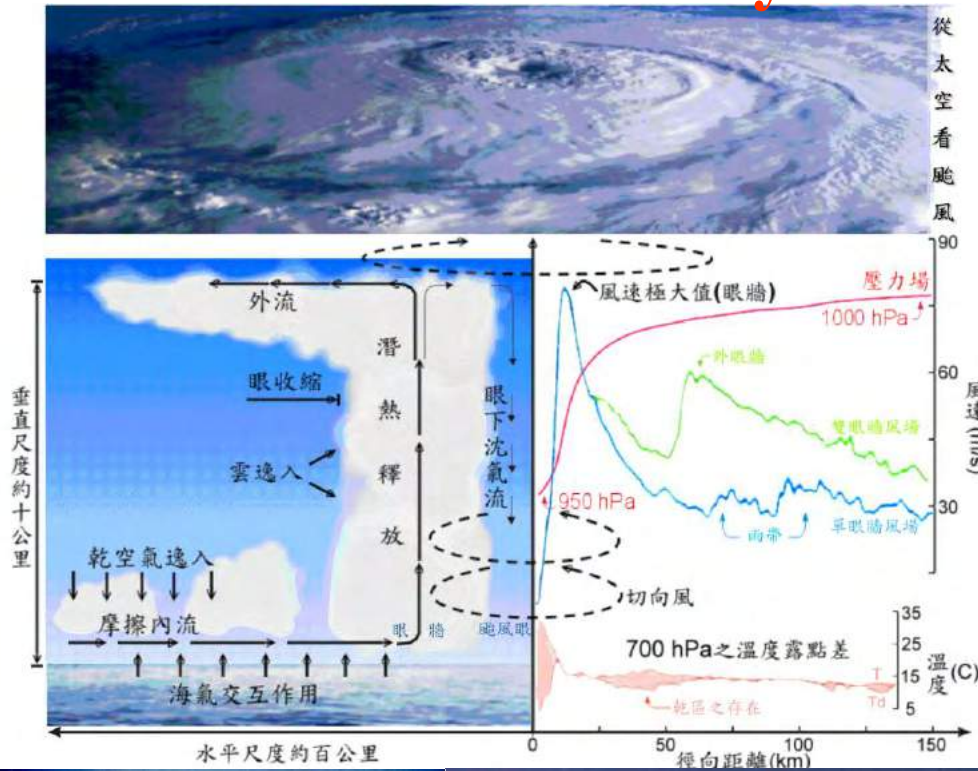 y
從太空看颱風
外流
眼收縮
雲逸入
乾空氣逸入
摩擦內流
海氣交互作用
潛熱釋放
眼下沈氣流
眼牆
颱風眼
垂直尺度約十公里
水平尺度約百公里
90
60
30
風速(m/s)
風速極大值(眼牆)
壓力場
1000 hPa
外眼牆
雙眼牆風場
950 hPa
雨帶
單眼牆風場
切向風
700 hPa之溫度露點差
T
Td
乾區之存在
35
25
15
5
溫度(C)
0
50
100
150
徑向距離(km)